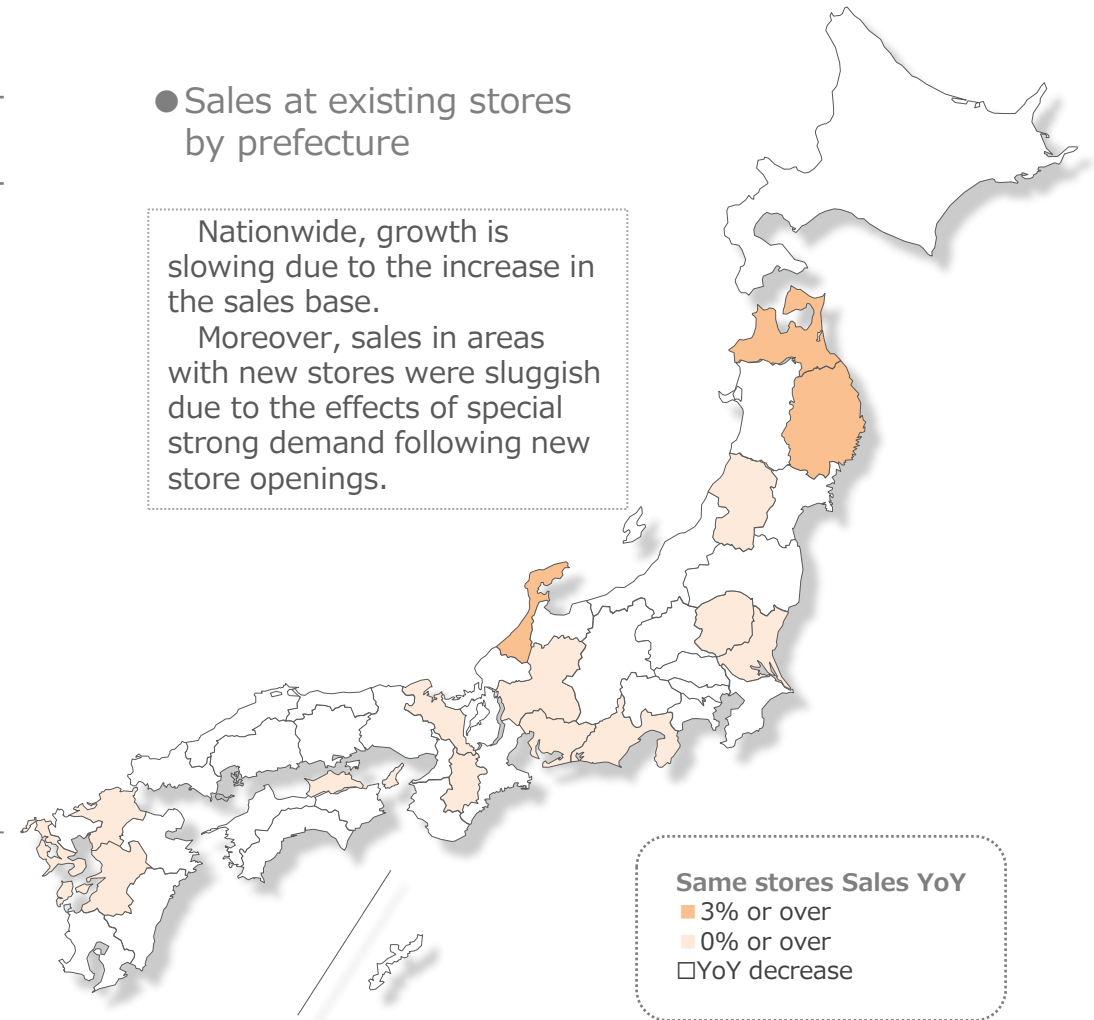 ●Sales at existing stores
by prefecture
Nationwide, growth is
slowing due to the increase in
the sales base.
Moreover, sales in areas
with new stores were sluggish
due to the effects of special
strong demand following new
store openings.
Same stores Sales YoY
■3% or over
■0% or over
□YoY decrease